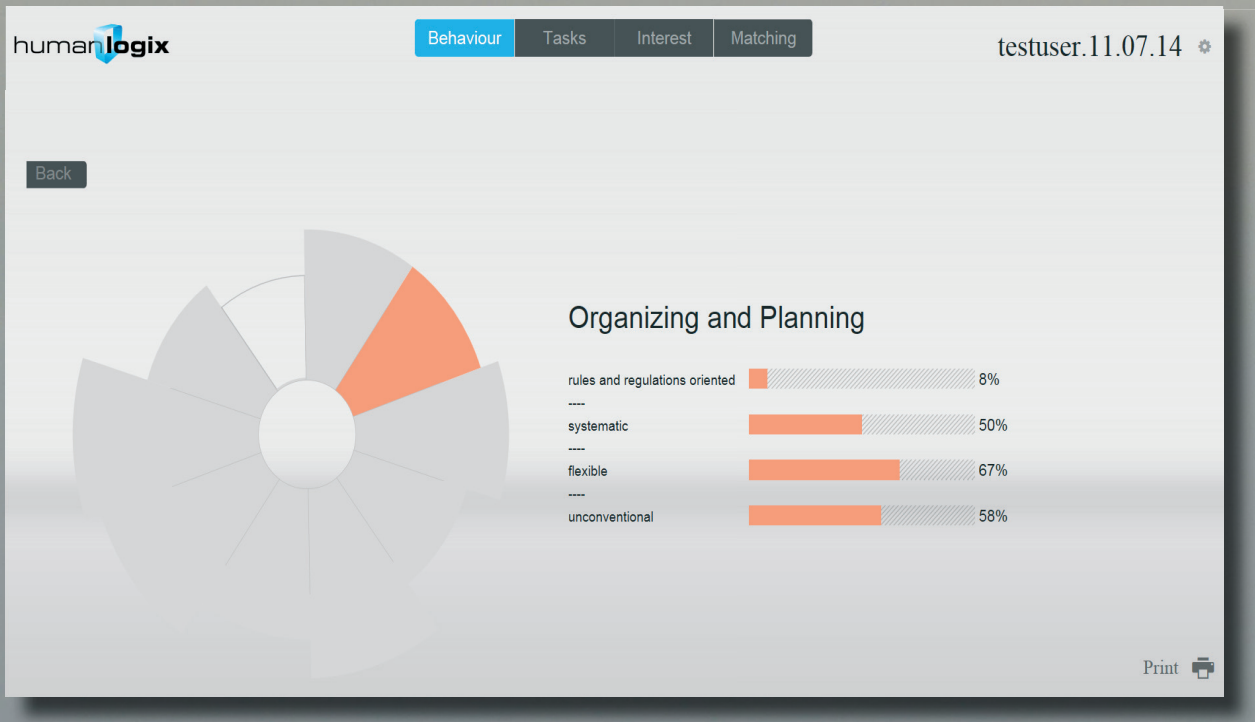 humanlogix
Behaviour Tasks Interest Matching
testuser.11.07.14
Back
Organizing and Planning
rules and regulations oriented 8%
----
systematic 50%
----
flexible 67%
----
unconventional 58%
Print